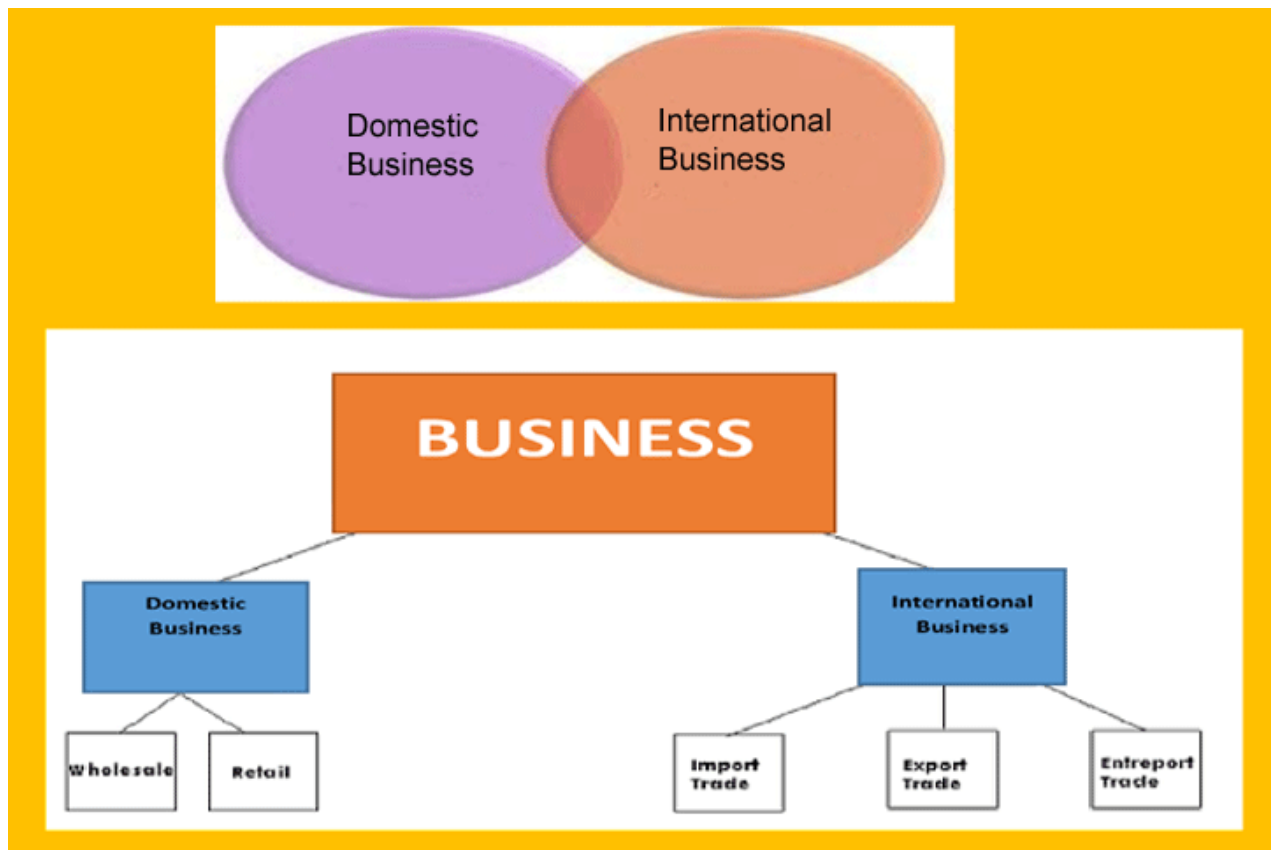 Domestic
Business
International
Business
BUSINESS
Domestic
Business
International
Business
Wholesale
Retail
Import
Trade
Export
Trade
Entreport
Trade